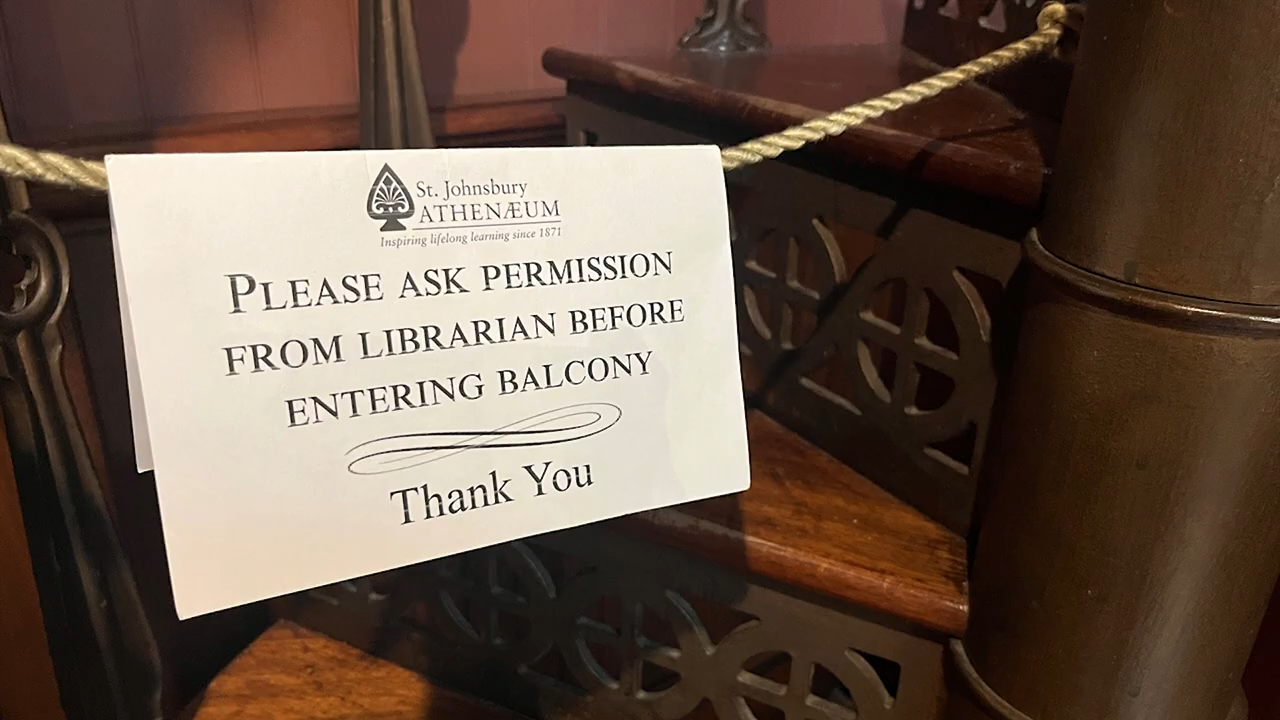 St. Johnsbury
ATHENÆUM
Inspiring lifelong learning since 1871
PLEASE ASK PERMISSION
FROM LIBRARIAN BEFORE
ENTERING BALCONY
Thank You